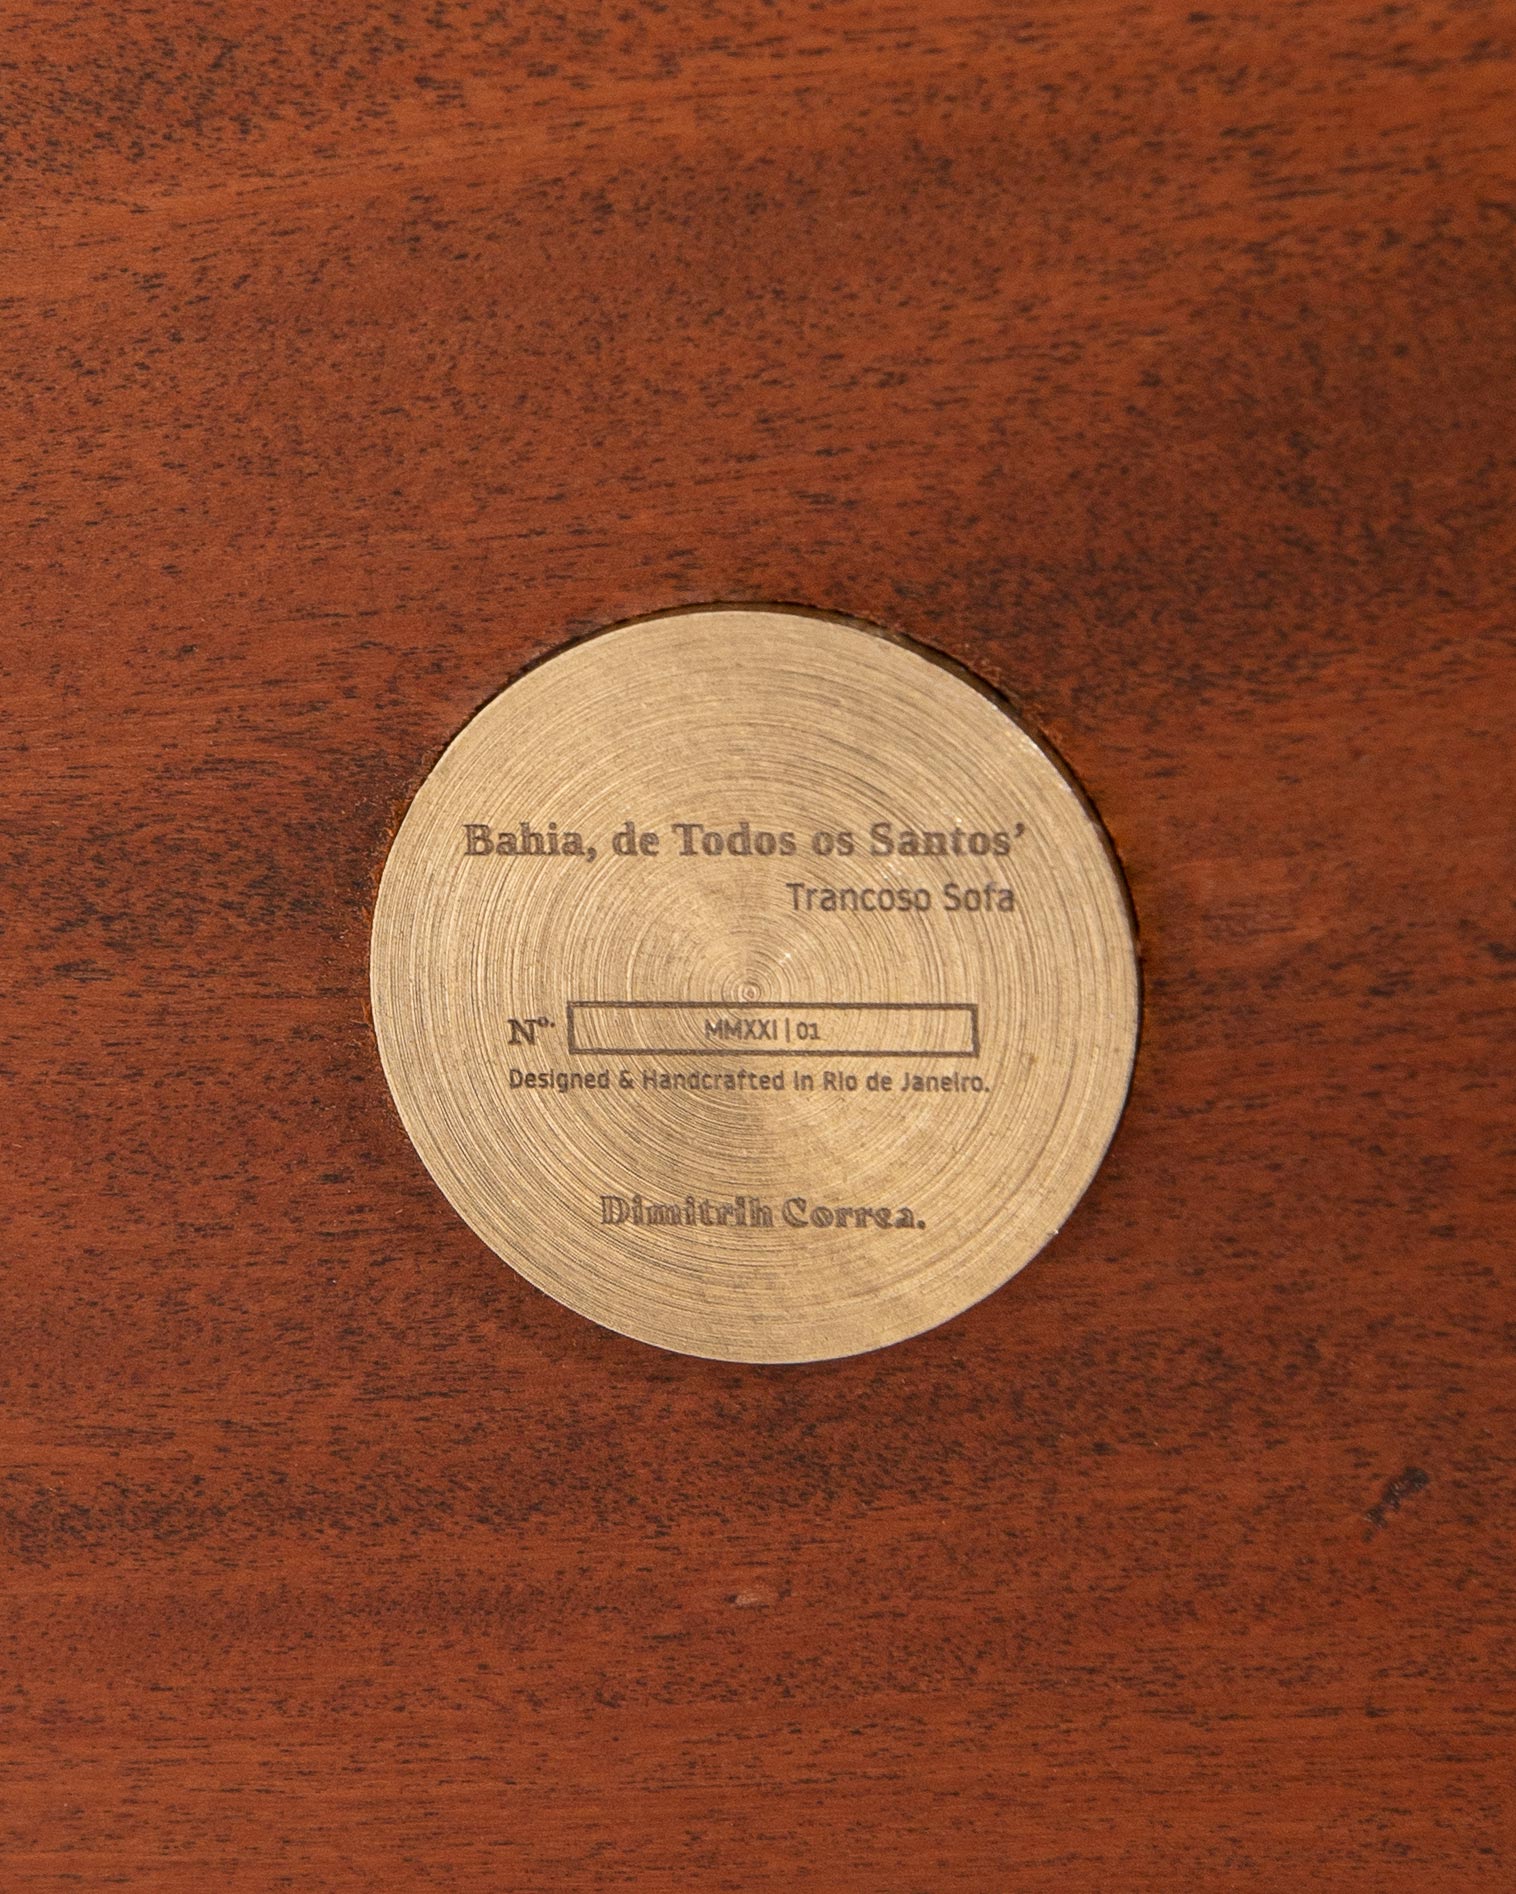 Bahia, de Todos os Santos’
Trancoso Sofa
Nº. MMXXI | 01
Designed & Handcrafted in Rio de Janeiro.
Dimitrih Correa.